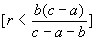 [r < b(c − a) / (c − a − b)]